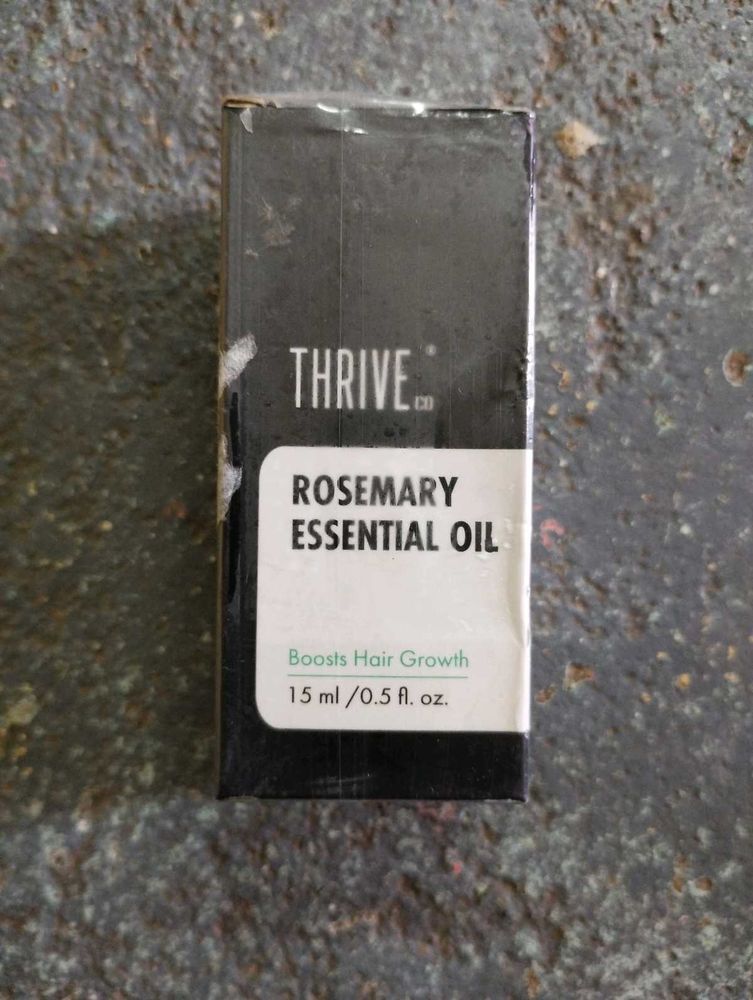 THRIVE CO®
ROSEMARY
ESSENTIAL OIL
Boosts Hair Growth
15 ml /0.5 fl. oz.